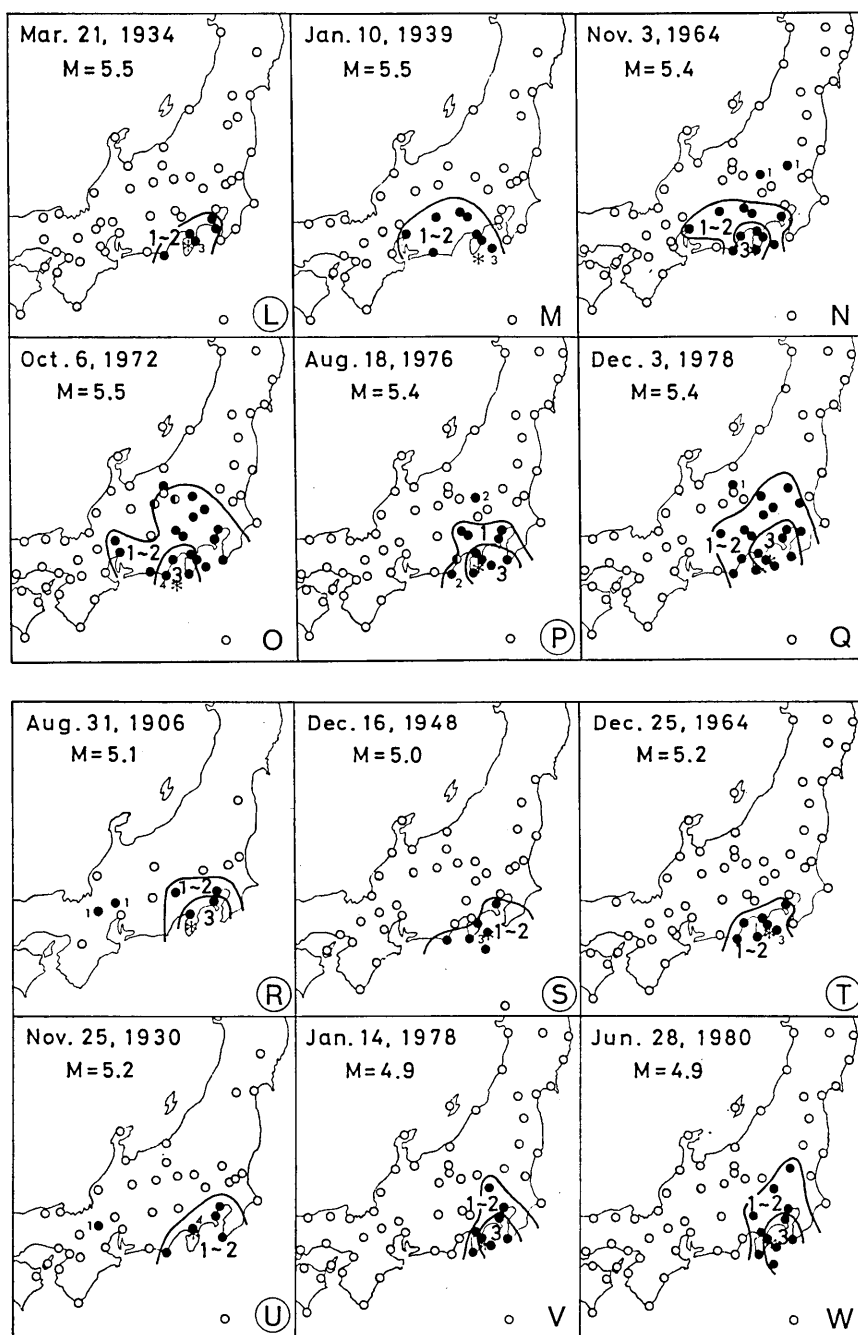 Mar. 21, 1934
M=5.5
1~2
3
L
Jan. 10, 1939
M=5.5
1~2
3
M
Nov. 3, 1964
M=5.4
1
1
1~2
3
N
Oct. 6, 1972
M=5.5
1~2
3
4
O
Aug. 18, 1976
M=5.4
2
1
3
2
P
Dec. 3, 1978
M=5.4
1
3
1~2
Q
Aug. 31, 1906
M=5.1
1~2
1
1
3
R
Dec. 16, 1948
M=5.0
1~2
3
S
Dec. 25, 1964
M=5.2
1~2
3
T
Nov. 25, 1930
M=5.2
1
4
1~2
U
Jan. 14, 1978
M=4.9
1~2
3
V
Jun. 28, 1980
M=4.9
1~2
3
W